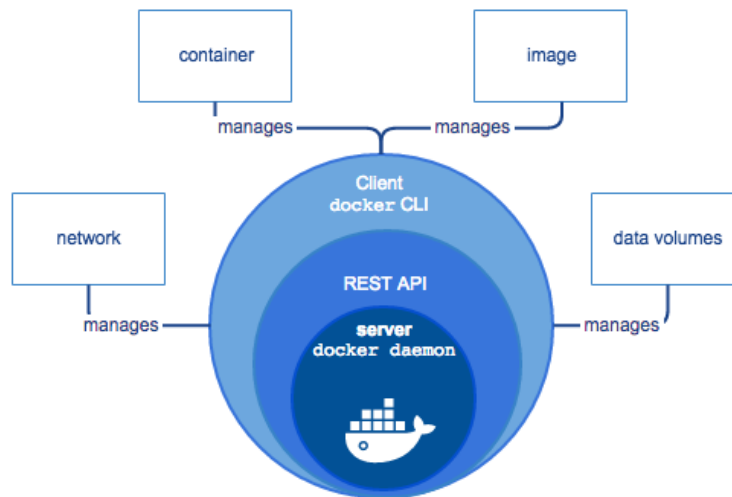 container
image
manages
manages
Client
docker CLI
network
data volumes
REST API
manages
manages
server
docker daemon